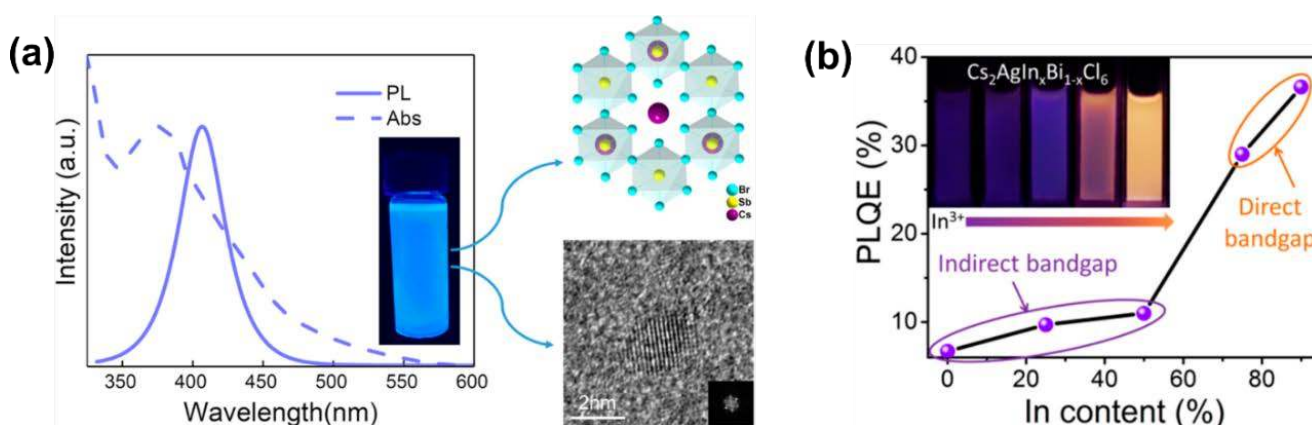 (a)
Intensity (a.u.)
PL
Abs
350 400 450 500 550 600
Wavelength(nm)
Br
Sb
Cs
2nm
(b)
PLQE (%)
40
30
20
10
Cs₂AgInₓBi₁₋ₓCl₆
In³⁺
Indirect bandgap
Direct
bandgap
0 20 40 60 80
In content (%)